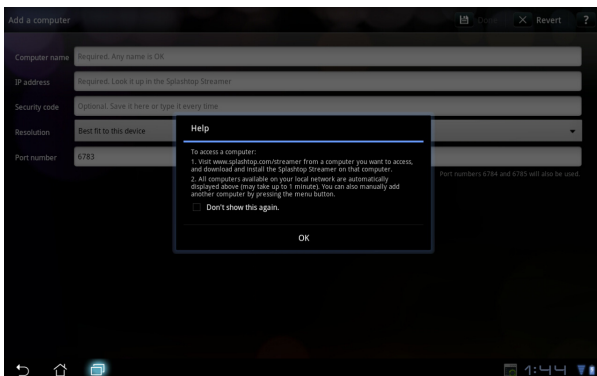 Add a computer
Done
Revert
?
Computer name Required. Any name is OK
IP address Required. Look it up in the Splashtop Streamer
Security code Optional. Save it here or type it every time
Resolution Best fit to this device
Port number 6783
Port numbers 6784 and 6785 will also be used.
Help
To access a computer:
1. Visit www.splashtop.com/streamer from a computer you want to access,
and download and install the Splashtop Streamer on that computer.
2. All computers available on your local network are automatically
displayed above (may take up to 1 minute). You can also manually add
another computer by pressing the menu button.
Don't show this again.
OK
1:44